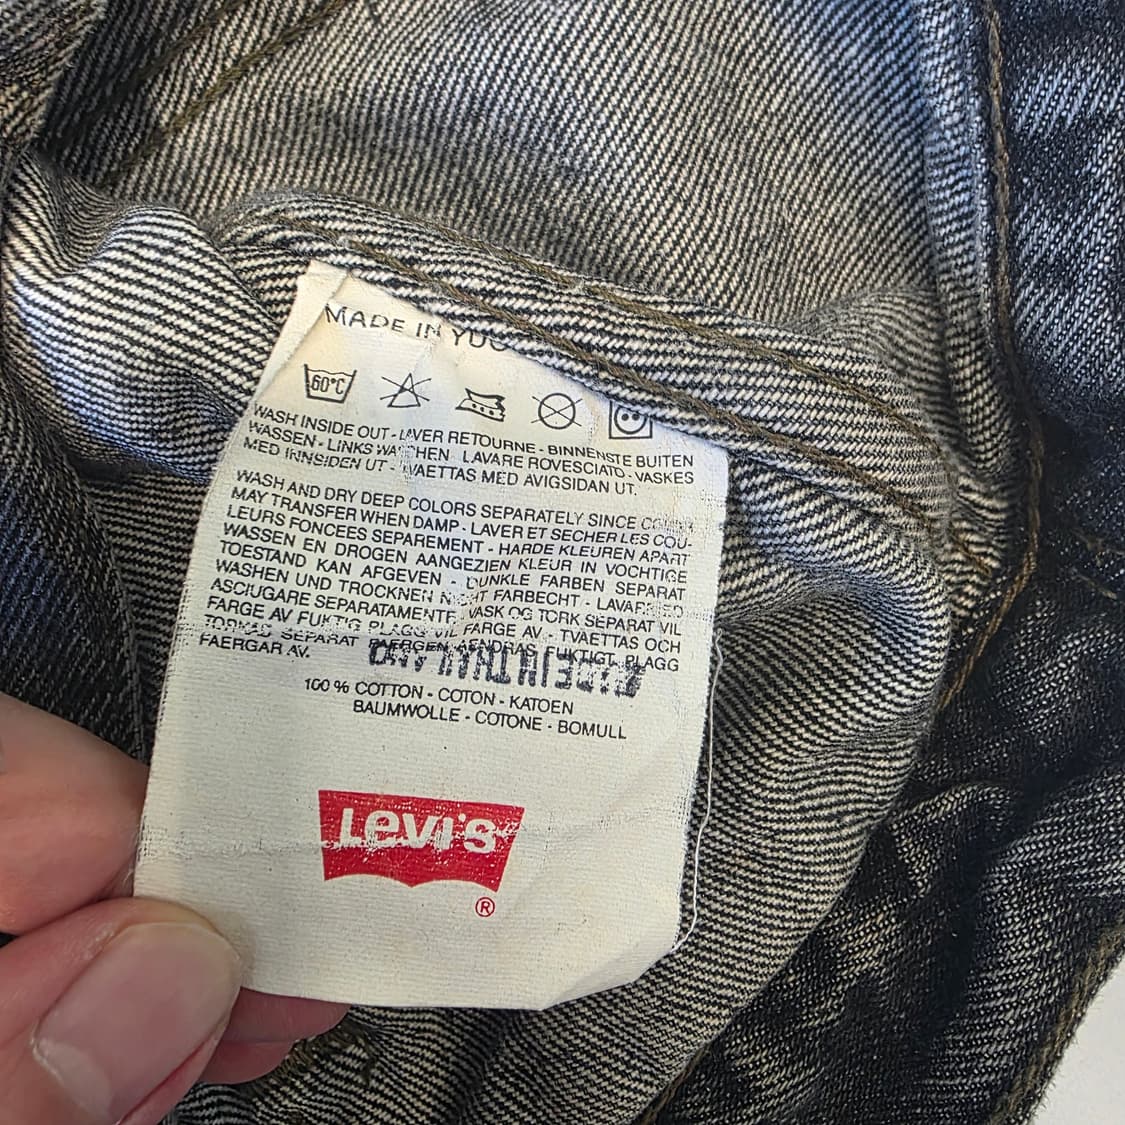 MADE IN YUG
60°C
WASH INSIDE OUT - LAVER RETOURNE - BINNENSTE BUITEN
WASSEN - LINKS WASCHEN LAVARE ROVESCIATO - VASKES
MED INNSIDEN UT - TVAETTAS MED AVIGSIDAN UT.
WASH AND DRY DEEP COLORS SEPARATELY SINCE COLOR
MAY TRANSFER WHEN DAMP - LAVER ET SECHER LES COU-
LEURS FONCEES SEPAREMENT - HARDE KLEUREN APART
WASSEN EN DROGEN AANGEZIEN KLEUR IN VOCHTIGE
TOESTAND KAN AFGEVEN - DUNKLE FARBEN SEPARAT
WASHEN UND TROCKNEN NICHT FARBECHT - LAVARE ED
ASCIUGARE SEPARATAMENTE VASK OG TORK SEPARAT VIL
FARGE AV FUKTIG PLAGG VIL FARGE AV - TVAETTAS OCH
TORKAS SEPARAT FAERGEN AENDRAS FUKTIGT PLAGG
FAERGAR AV.
100 % COTTON - COTON - KATOEN
BAUMWOLLE - COTONE - BOMULL
Levi's
®